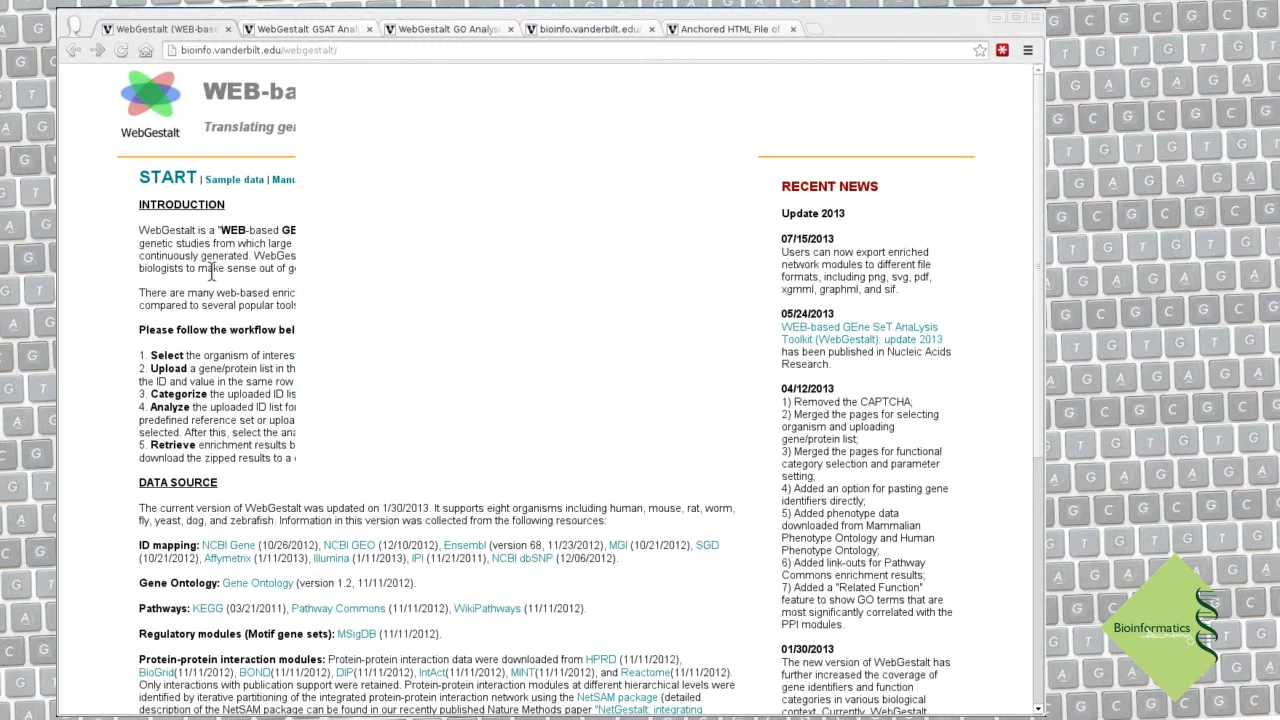 WebGestalt (WEB-bas
WebGestalt GSAT Anal
WebGestalt GO Analysi
bioinfo.vanderbilt.edu/
Anchored HTML File of
bioinfo.vanderbilt.edu/webgestalt/
WEB-ba
Translating gen
WebGestalt
START | Sample data | Manu
INTRODUCTION
WebGestalt is a "WEB-based GE
genetic studies from which large
continuously generated. WebGes
biologists to make sense out of ge
There are many web-based enric
compared to several popular tools
Please follow the workflow bel
1. Select the organism of interes
2. Upload a gene/protein list in th
the ID and value in the same row
3. Categorize the uploaded ID lis
4. Analyze the uploaded ID list for
predefined reference set or uploa
selected. After this, select the ana
5. Retrieve enrichment results b
download the zipped results to a
DATA SOURCE
The current version of WebGestalt was updated on 1/30/2013. It supports eight organisms including human, mouse, rat, worm,
fly, yeast, dog, and zebrafish. Information in this version was collected from the following resources:
ID mapping: NCBI Gene (10/26/2012), NCBI GEO (12/10/2012), Ensembl (version 68, 11/23/2012), MGI (10/21/2012), SGD
(10/21/2012), Affymetrix (1/11/2013), Illumina (1/11/2013), IPI (11/21/2011), NCBI dbSNP (12/06/2012).
Gene Ontology: Gene Ontology (version 1.2, 11/11/2012).
Pathways: KEGG (03/21/2011), Pathway Commons (11/11/2012), WikiPathways (11/11/2012).
Regulatory modules (Motif gene sets): MSigDB (11/11/2012).
Protein-protein interaction modules: Protein-protein interaction data were downloaded from HPRD (11/11/2012),
BioGrid(11/11/2012), BOND(11/11/2012), DIP(11/11/2012), IntAct(11/11/2012), MINT(11/11/2012), and Reactome(11/11/2012).
Only interactions with publication support were retained. Protein-protein interaction modules at different hierarchical levels were
identified by iterative partitioning of the integrated protein-protein interaction network using the NetSAM package (detailed
description of the NetSAM package can be found in our recently published Nature Methods paper "NetGestalt: integrating
RECENT NEWS
Update 2013
07/15/2013
Users can now export enriched
network modules to different file
formats, including png, svg, pdf,
xgmml, graphml, and sif.
05/24/2013
WEB-based GEne SeT AnaLysis
Toolkit (WebGestalt): update 2013
has been published in Nucleic Acids
Research.
04/12/2013
1) Removed the CAPTCHA;
2) Merged the pages for selecting
organism and uploading
gene/protein list;
3) Merged the pages for functional
category selection and parameter
setting;
4) Added an option for pasting gene
identifiers directly;
5) Added phenotype data
downloaded from Mammalian
Phenotype Ontology and Human
Phenotype Ontology;
6) Added link-outs for Pathway
Commons enrichment results;
7) Added a "Related Function"
feature to show GO terms that are
most significantly correlated with the
PPI modules.
01/30/2013
The new version of WebGestalt has
further increased the coverage of
gene identifiers and function
categories in various biological
context. Currently, WebGestalt
Bioinformatics